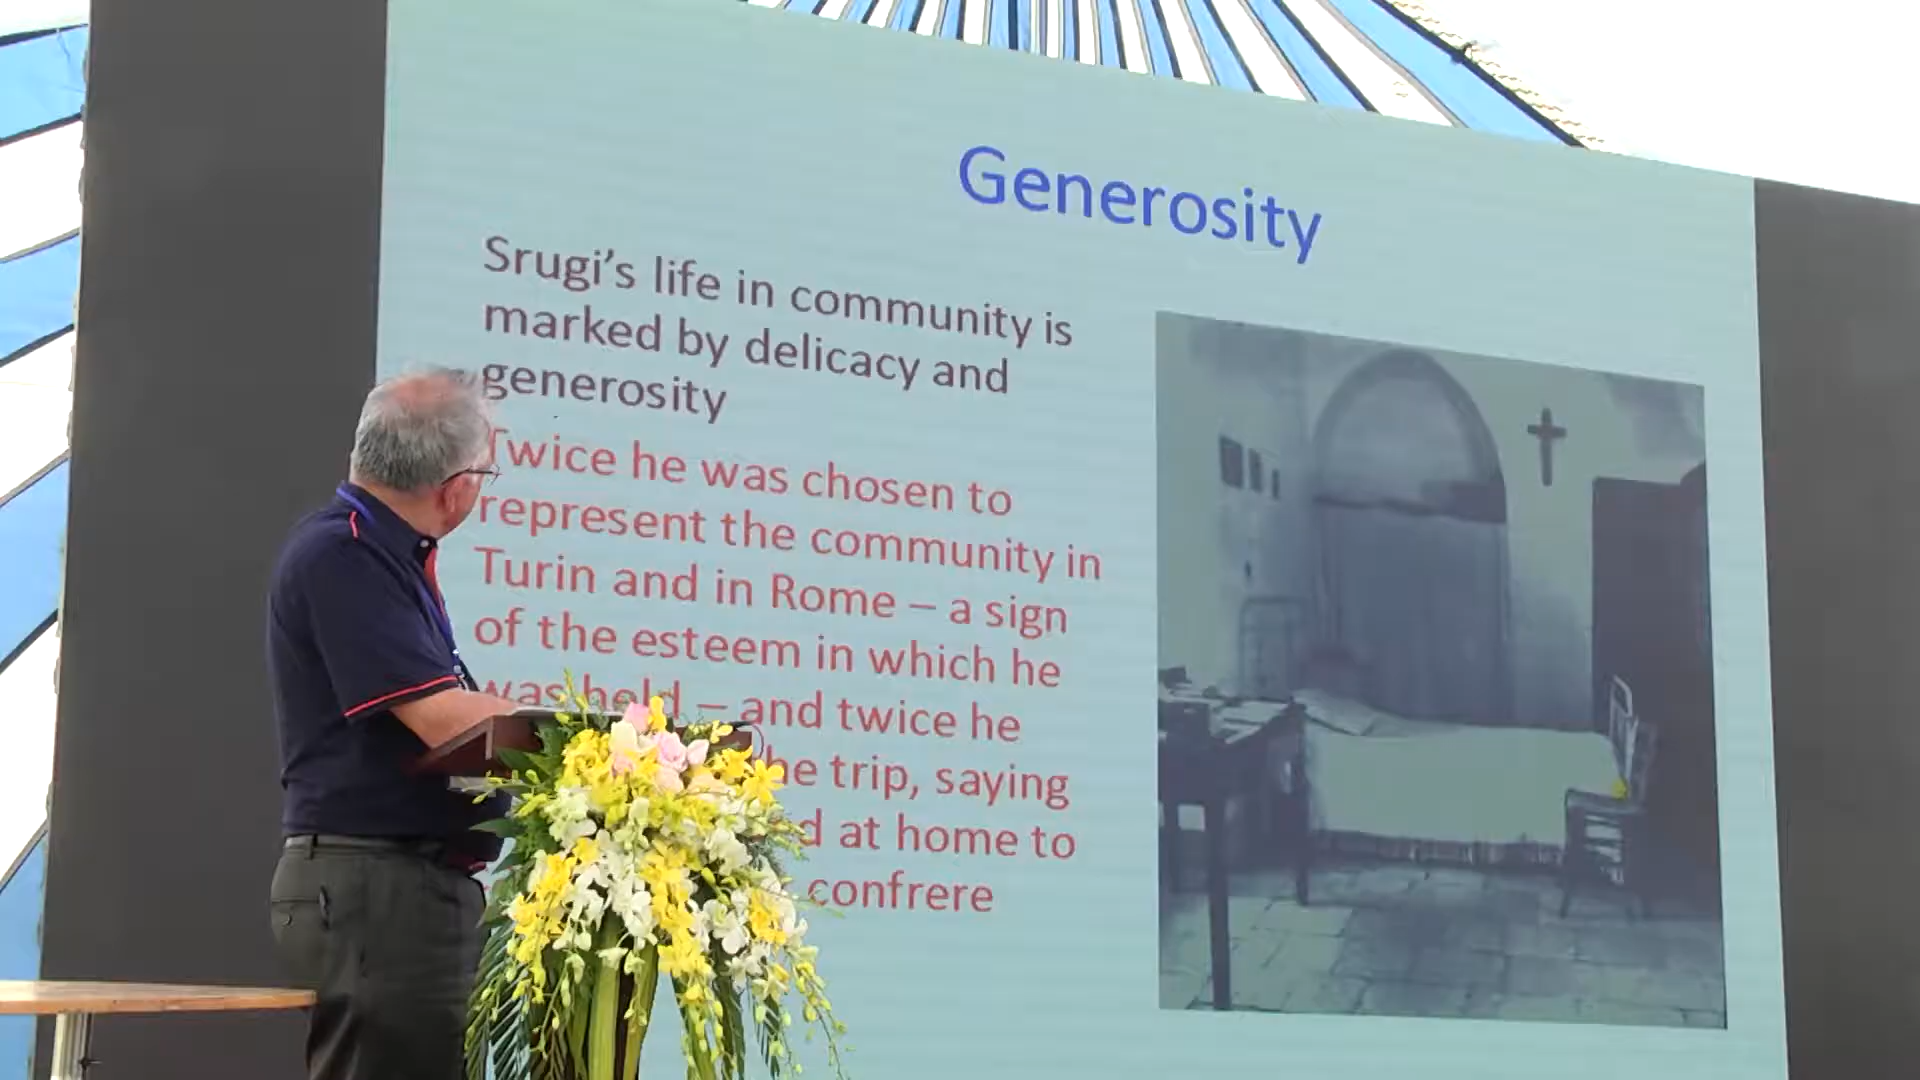 Generosity
Srugi's life in community is
marked by delicacy and
generosity
Twice he was chosen to
represent the community in
Turin and in Rome – a sign
of the esteem in which he
was held – and twice he
he trip, saying
d at home to
confrere